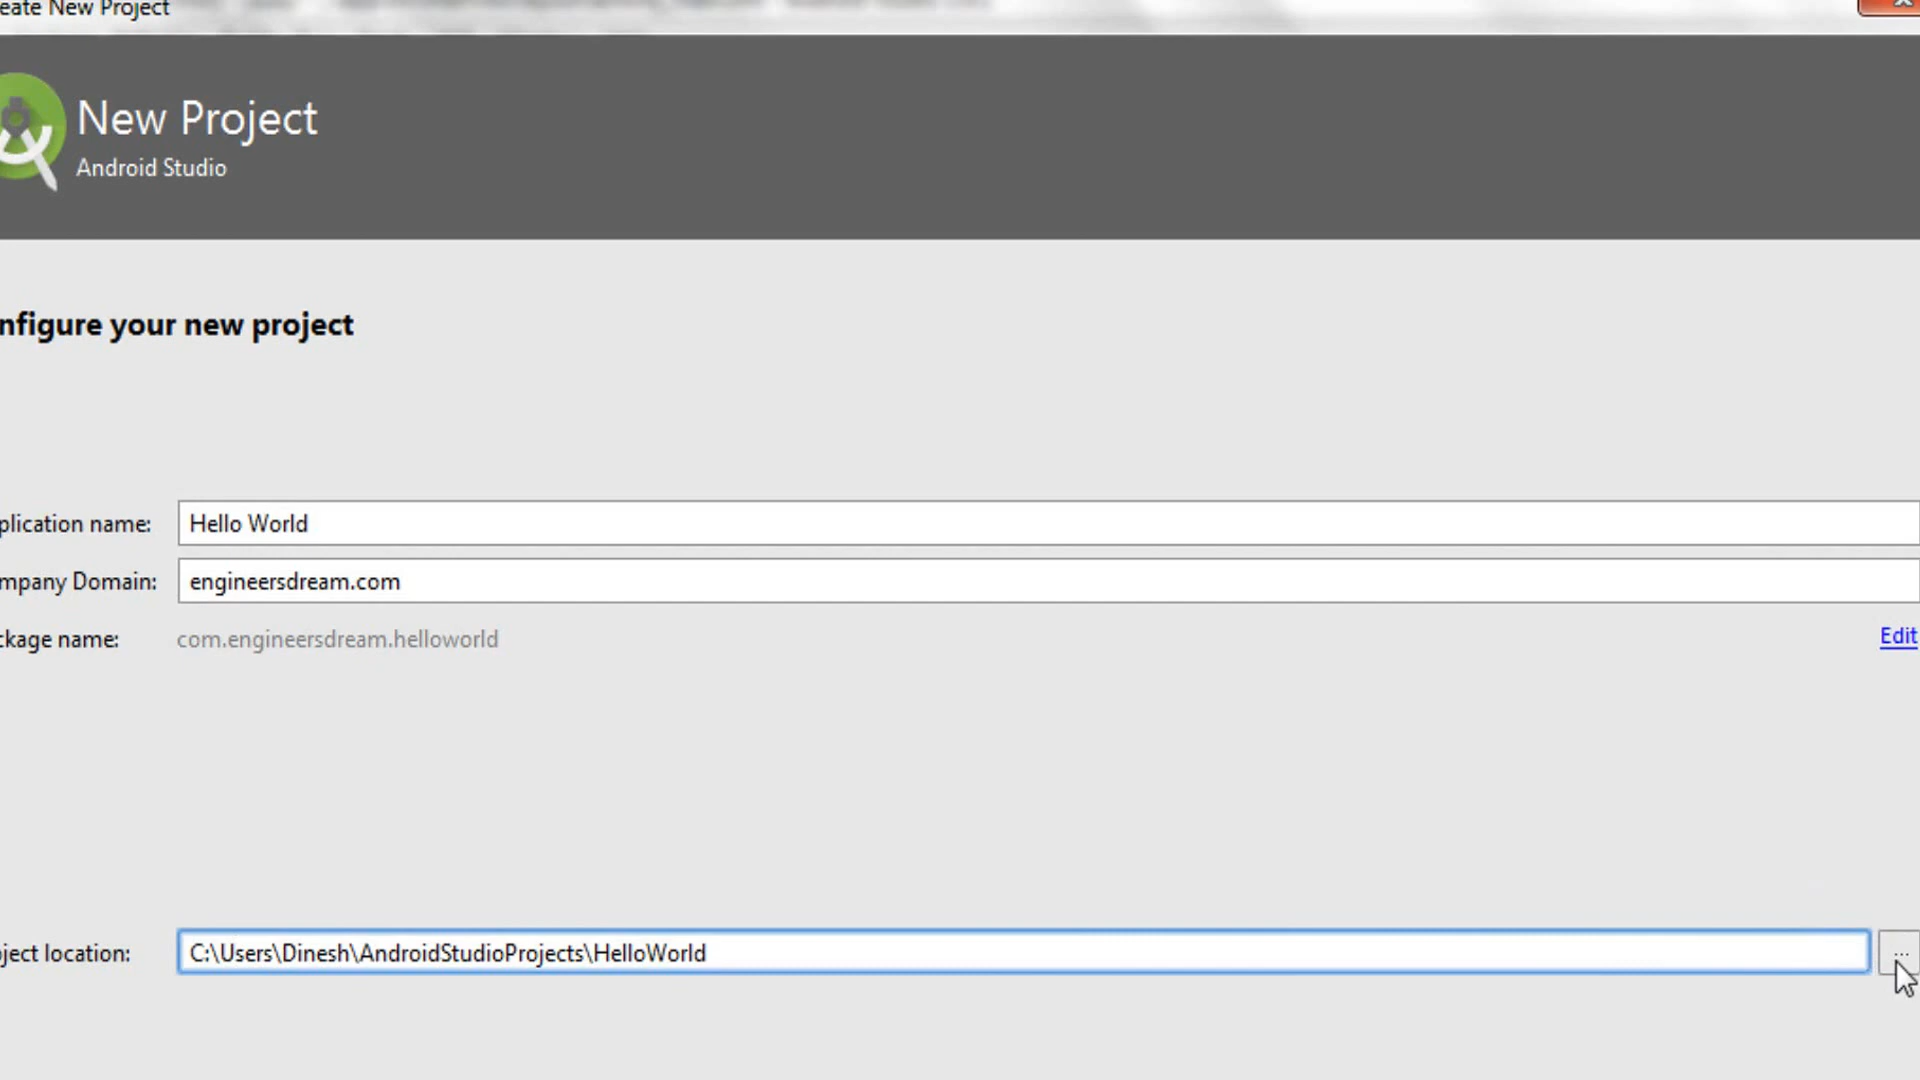 eate New Project
New Project
Android Studio
nfigure your new project
plication name: Hello World
mpany Domain: engineersdream.com
ckage name: com.engineersdream.helloworld Edit
ject location: C:\Users\Dinesh\AndroidStudioProjects\HelloWorld ...